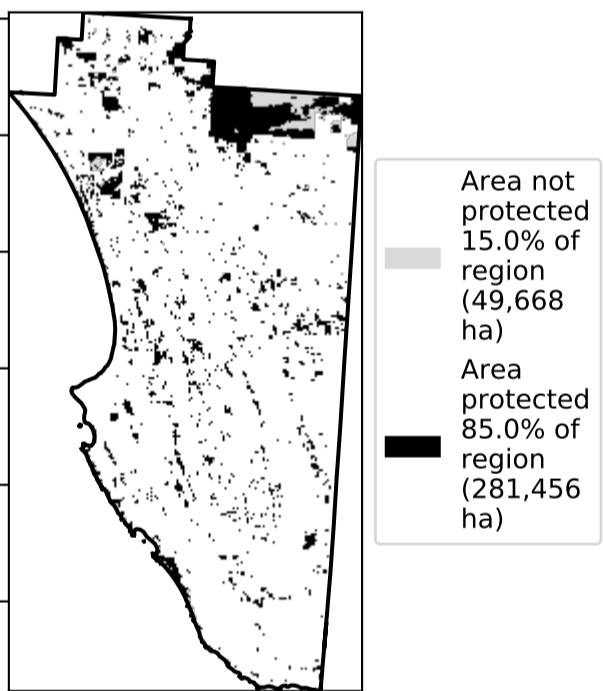 Area not
protected
15.0% of
region
(49,668
ha)
Area
protected
85.0% of
region
(281,456
ha)